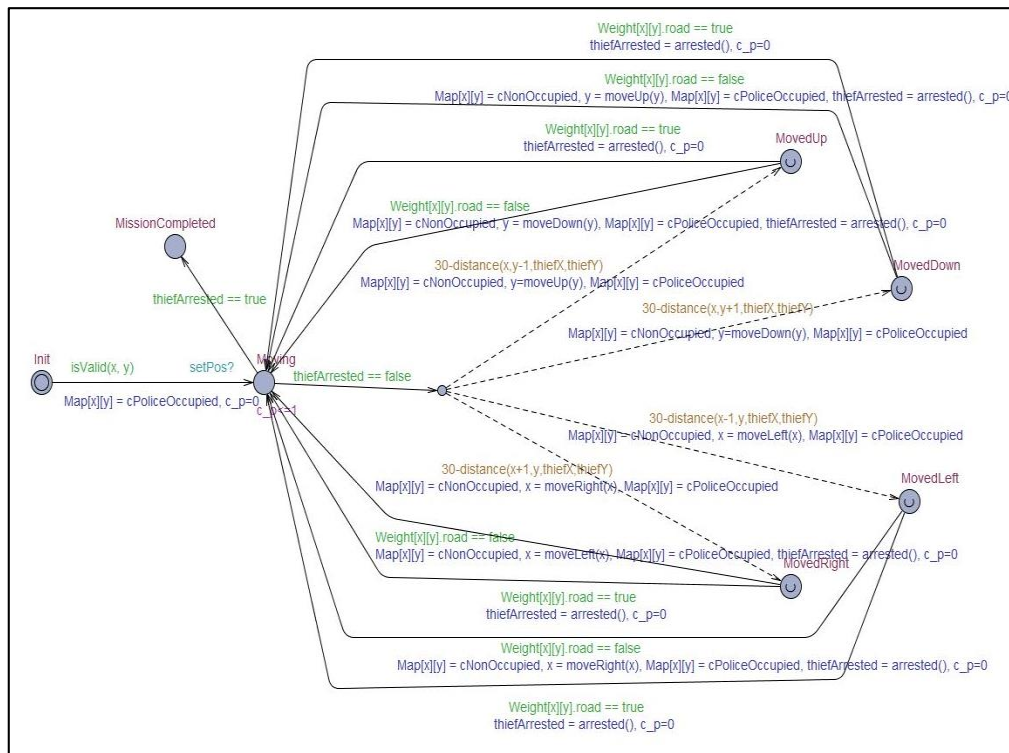 Weight[x][y].road == true
thiefArrested = arrested(), c_p=0
Weight[x][y].road == false
Map[x][y] = cNonOccupied, y = moveUp(y), Map[x][y] = cPoliceOccupied, thiefArrested = arrested(), c_p=0
Weight[x][y].road == true
thiefArrested = arrested(), c_p=0
MovedUp
Weight[x][y].road == false
Map[x][y] = cNonOccupied, y = moveDown(y), Map[x][y] = cPoliceOccupied, thiefArrested = arrested(), c_p=0
MissionCompleted
30-distance(x,y-1,thiefX,thiefY)
Map[x][y] = cNonOccupied, y=moveUp(y), Map[x][y] = cPoliceOccupied
MovedDown
thiefArrested == true
30-distance(x,y+1,thiefX,thiefY)
Map[x][y] = cNonOccupied, y=moveDown(y), Map[x][y] = cPoliceOccupied
Init
isValid(x, y)
setPos?
Moving
thiefArrested == false
Map[x][y] = cPoliceOccupied, c_p=0
c_p<=1
30-distance(x-1,y,thiefX,thiefY)
Map[x][y] = cNonOccupied, x = moveLeft(x), Map[x][y] = cPoliceOccupied
30-distance(x+1,y,thiefX,thiefY)
Map[x][y] = cNonOccupied, x = moveRight(x), Map[x][y] = cPoliceOccupied
MovedLeft
Weight[x][y].road == false
Map[x][y] = cNonOccupied, x = moveLeft(x), Map[x][y] = cPoliceOccupied, thiefArrested = arrested(), c_p=0
MovedRight
Weight[x][y].road == true
thiefArrested = arrested(), c_p=0
Weight[x][y].road == false
Map[x][y] = cNonOccupied, x = moveRight(x), Map[x][y] = cPoliceOccupied, thiefArrested = arrested(), c_p=0
Weight[x][y].road == true
thiefArrested = arrested(), c_p=0